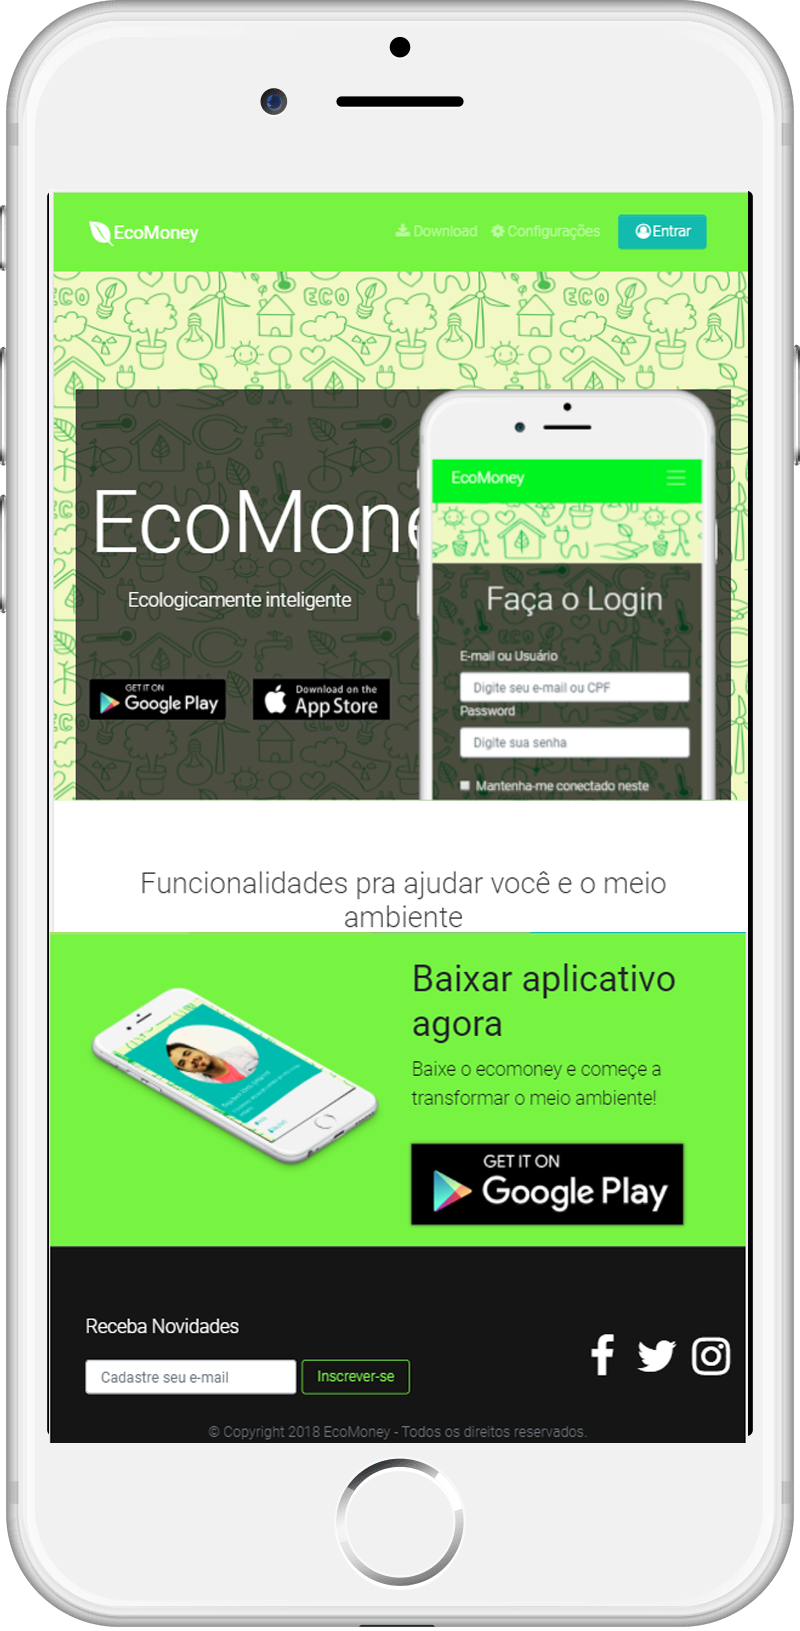 EcoMoney
Download Configurações Entrar
ECO ECO
EcoMone
Ecologicamente inteligente
GET IT ON
Google Play
Download on the
App Store
EcoMoney
Faça o Login
E-mail ou Usuário
Digite seu e-mail ou CPF
Password
Digite sua senha
Mantenha-me conectado neste
Funcionalidades pra ajudar você e o meio
ambiente
Baixar aplicativo
agora
Baixe o ecomoney e começe a
transformar o meio ambiente!
GET IT ON
Google Play
Receba Novidades
Cadastre seu e-mail Inscrever-se
© Copyright 2018 EcoMoney - Todos os direitos reservados.